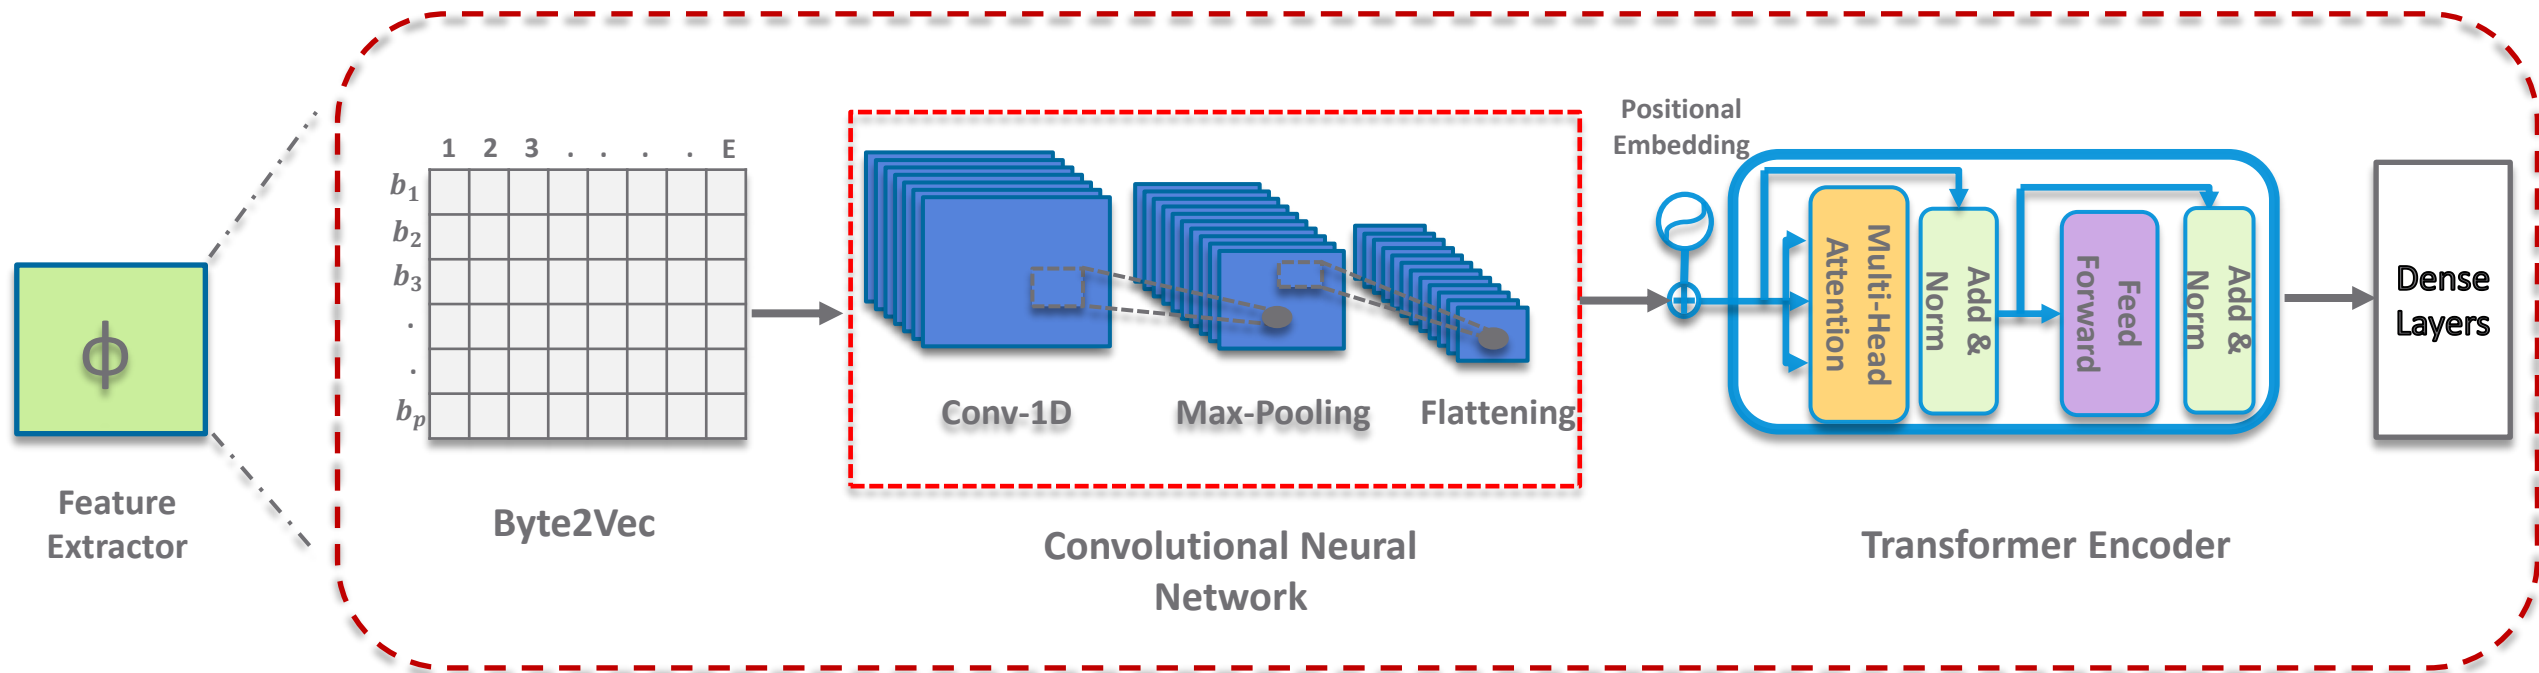 ϕ
Feature
Extractor
1 2 3 . . . . E
b₁
b₂
b₃
.
.
bₚ
Byte2Vec
Conv-1D
Max-Pooling
Flattening
Convolutional Neural
Network
Positional
Embedding
Multi-Head
Attention
Add &
Norm
Feed
Forward
Add &
Norm
Transformer Encoder
Dense
Layers